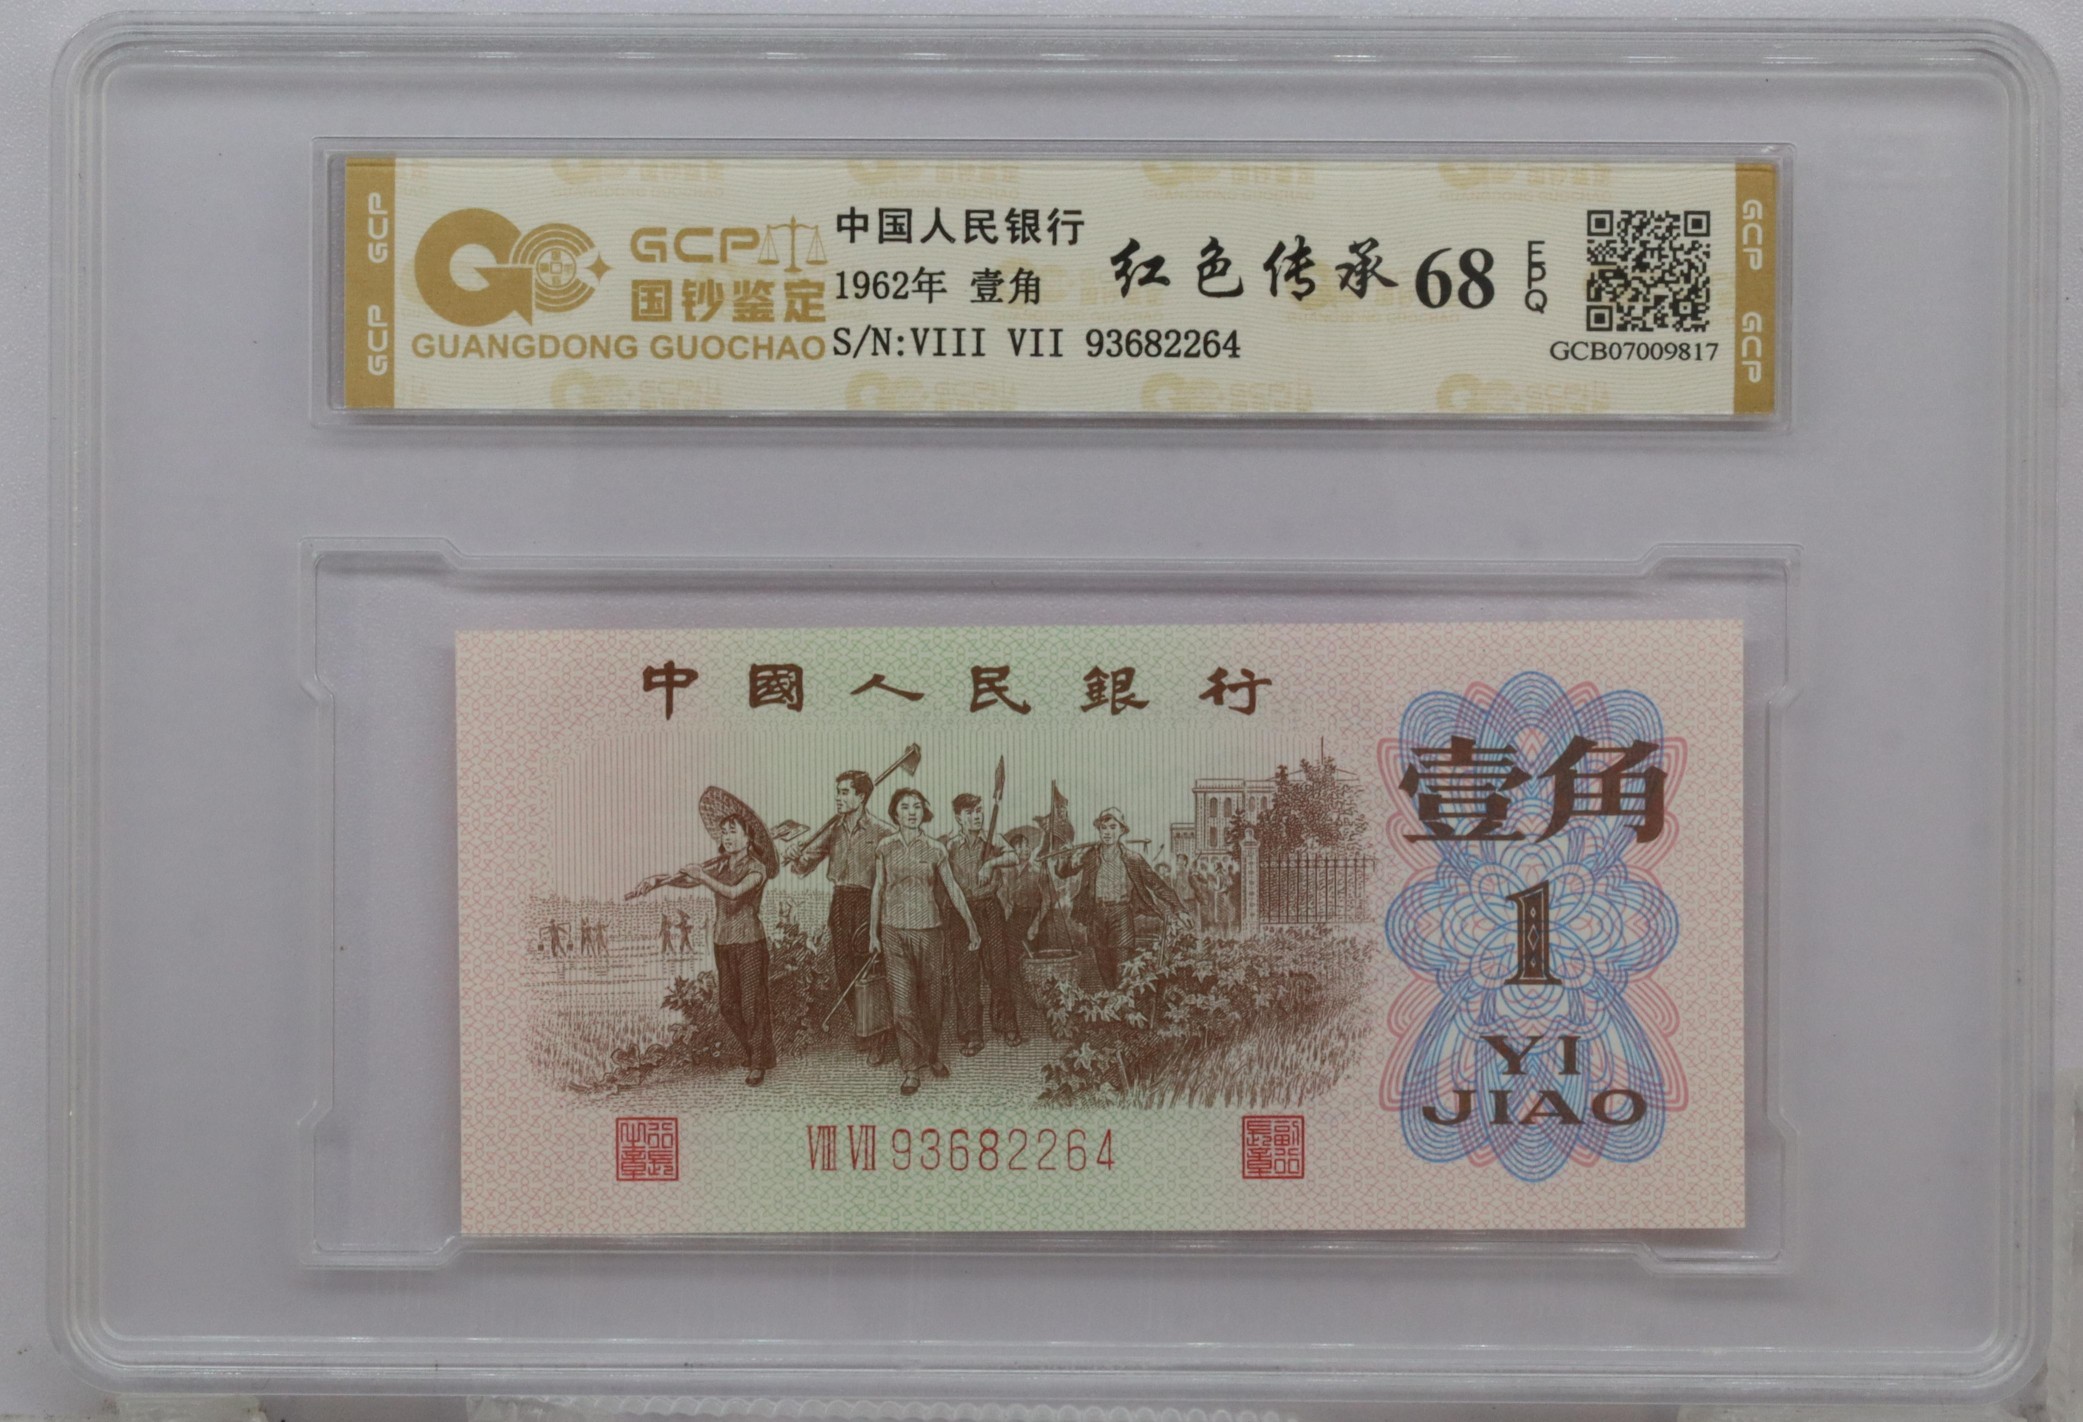 GCP
GCP
GCP
国钞鉴定
GUANGDONG GUOCHAO
中国人民银行
1962年 壹角
S/N:VIII VII 93682264
红色传承
68
EPQ
GCB07009817
GCP
GCP
中國人民銀行
壹角
1
YI
JIAO
VIII VII 93682264